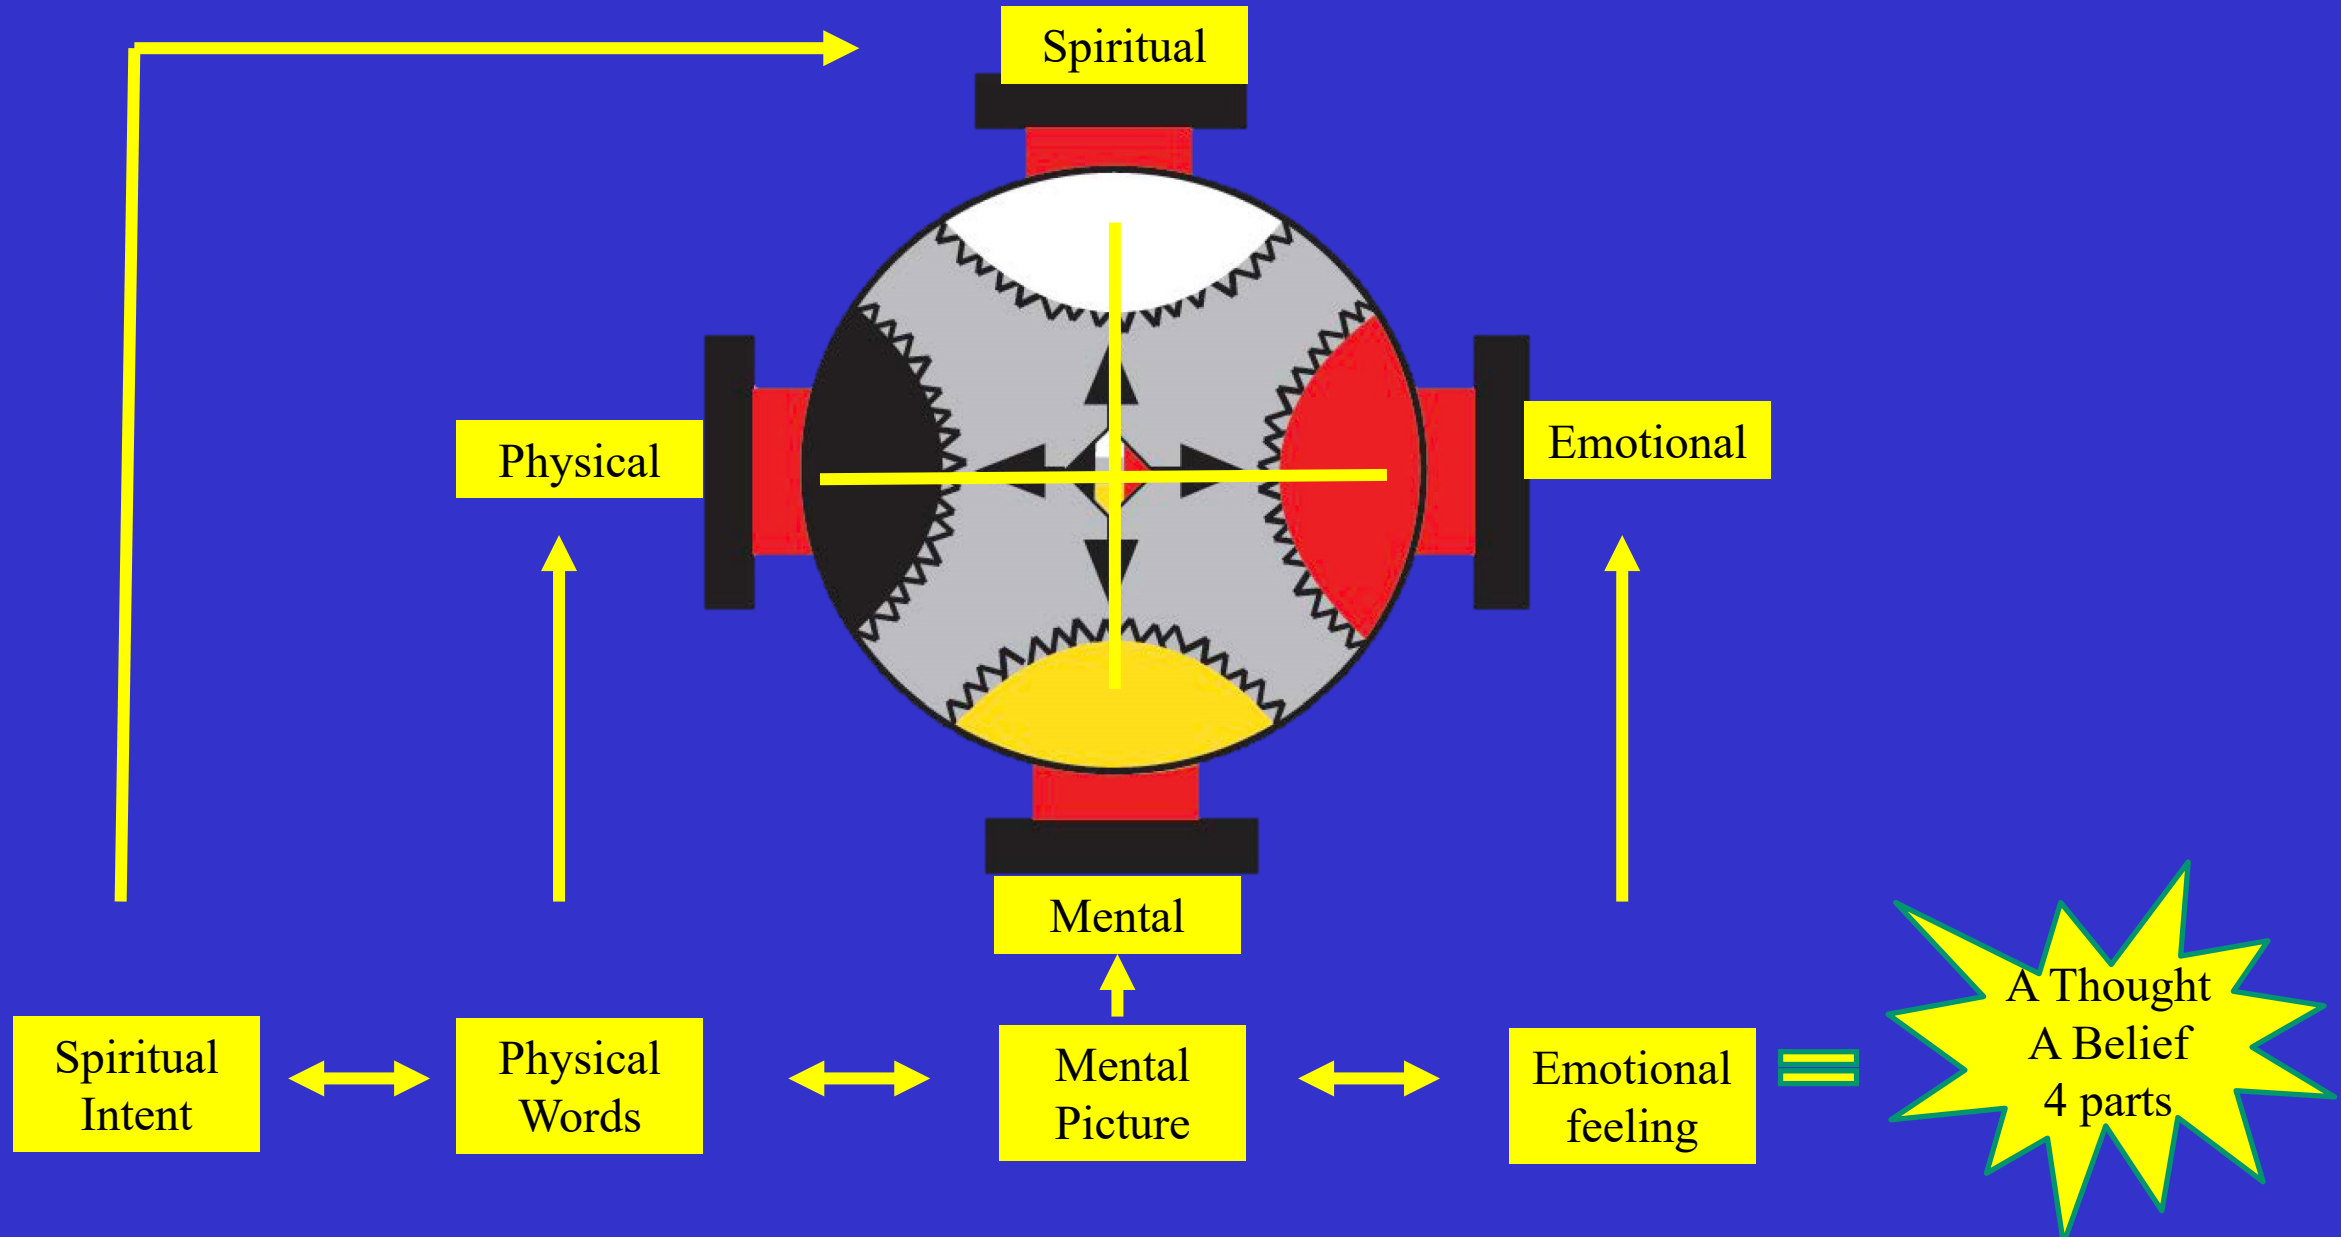 Spiritual
Physical
Emotional
Mental
Spiritual
Intent
Physical
Words
Mental
Picture
Emotional
feeling
=
A Thought
A Belief
4 parts